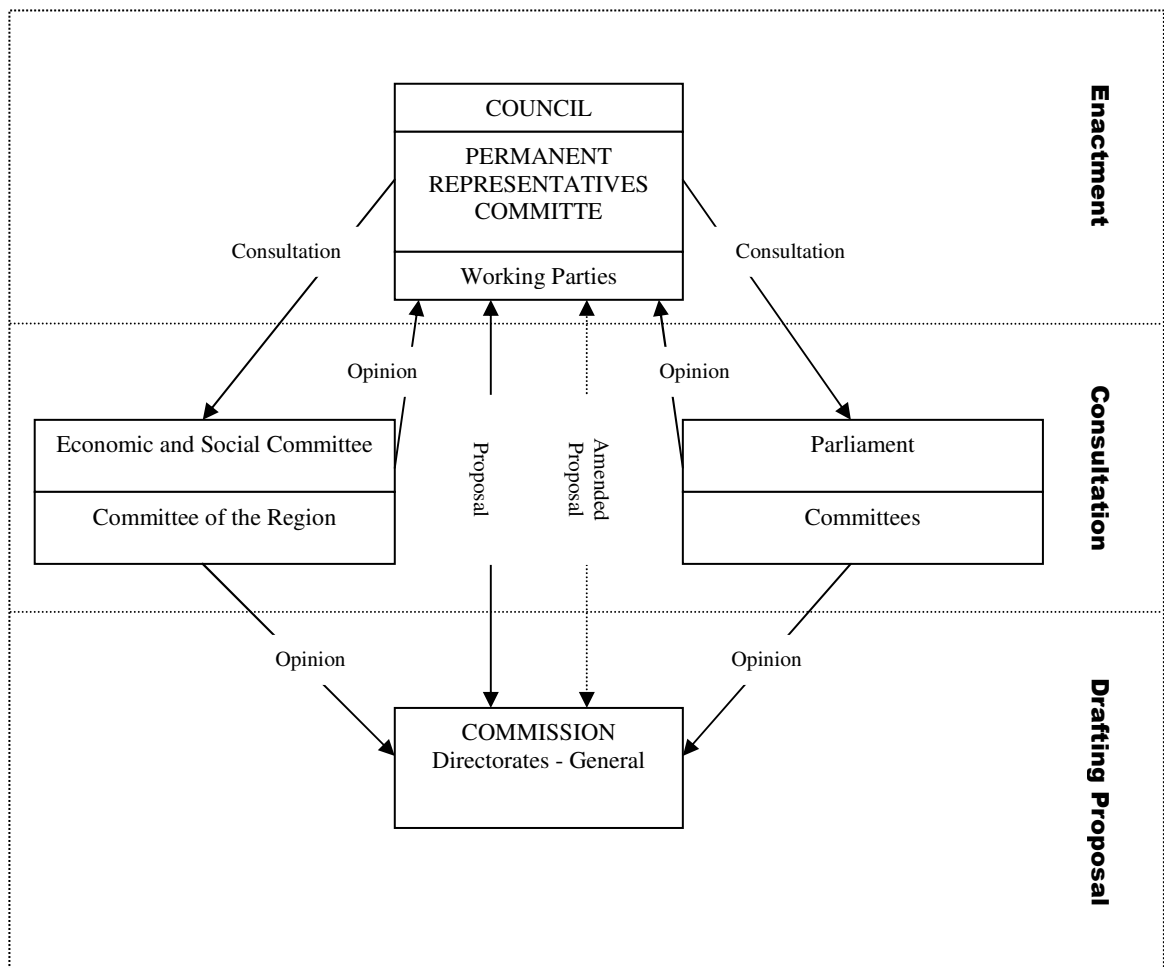 COUNCIL
PERMANENT
REPRESENTATIVES
COMMITTE
Working Parties
Enactment
Consultation
Consultation
Opinion
Opinion
Economic and Social Committee
Committee of the Region
Proposal
Amended
Proposal
Parliament
Committees
Consultation
Opinion
Opinion
COMMISSION
Directorates - General
Drafting Proposal